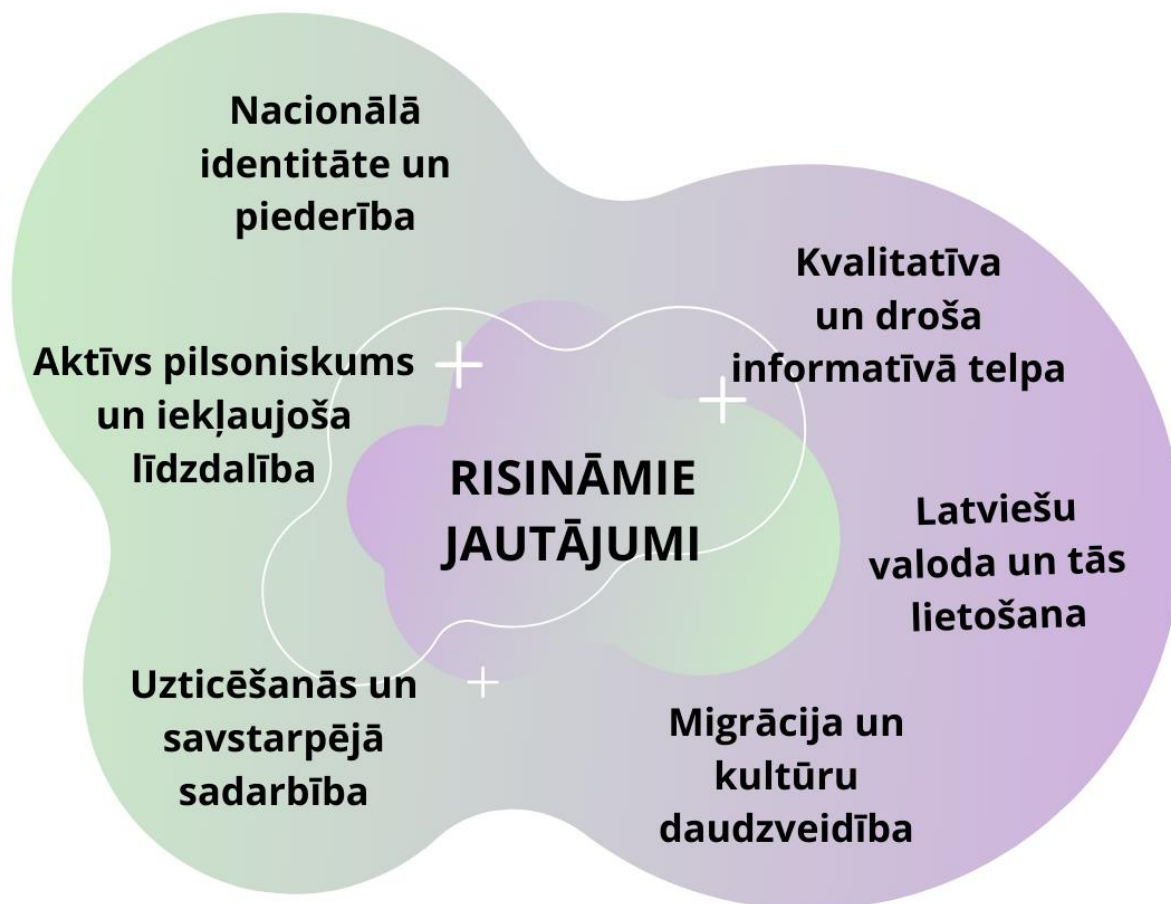 Nacionālā
identitāte un
piederība
Kvalitatīva
un droša
informatīvā telpa
Aktīvs pilsoniskums
un iekļaujoša
līdzdalība
RISINĀMIE
JAUTĀJUMI
Latviešu
valoda un tās
lietošana
Uzticēšanās un
savstarpējā
sadarbība
Migrācija un
kultūru
daudzveidība